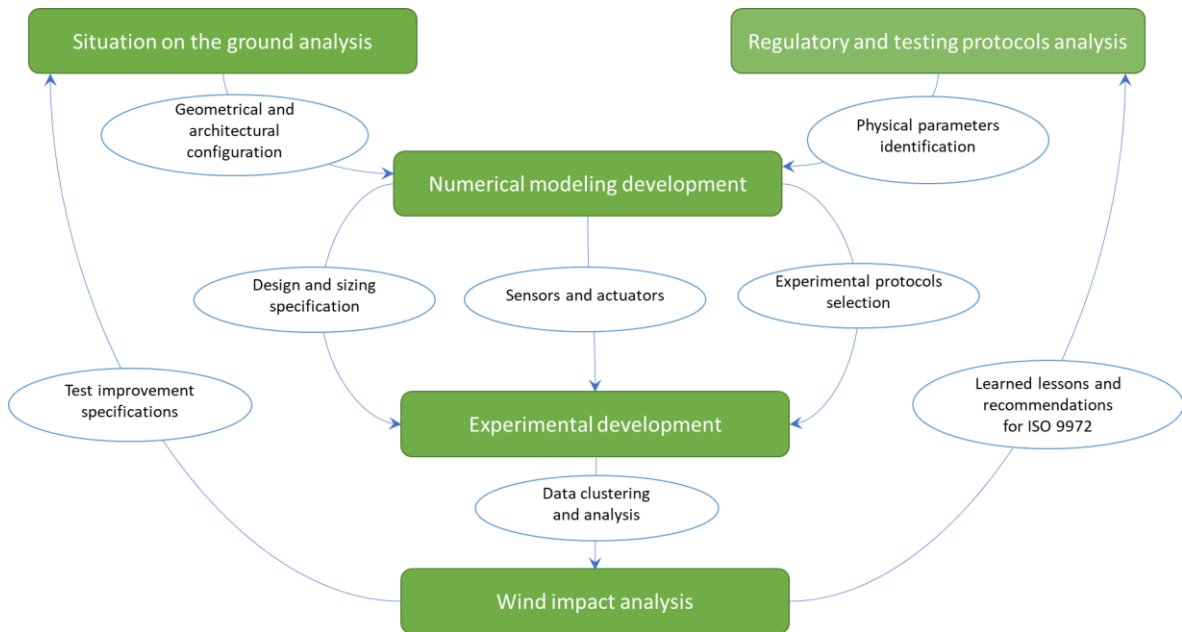 Situation on the ground analysis
Regulatory and testing protocols analysis
Geometrical and
architectural
configuration
Physical parameters
identification
Numerical modeling development
Design and sizing
specification
Sensors and actuators
Experimental protocols
selection
Test improvement
specifications
Learned lessons and
recommendations
for ISO 9972
Experimental development
Data clustering
and analysis
Wind impact analysis